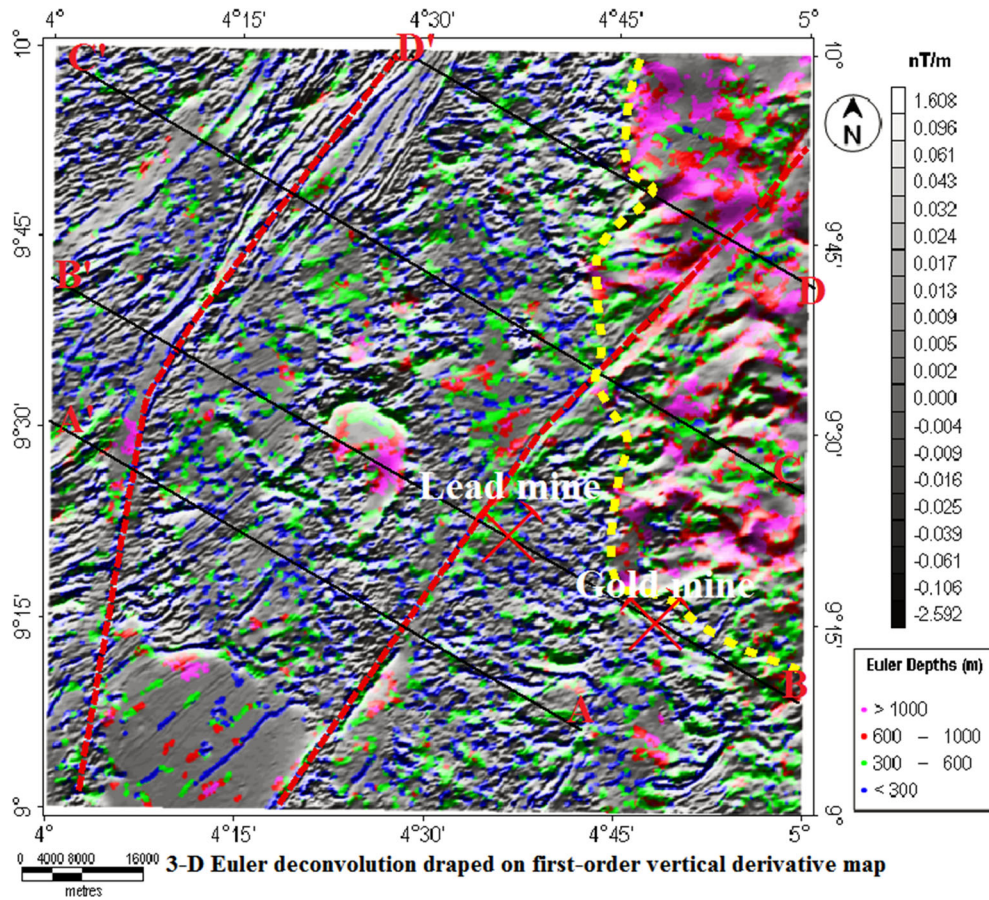 4° 4°15' 4°30' 4°45' 5°
10° C' D' 10°
nT/m
1.608
0.096
0.061
0.043
0.032
0.024
0.017
0.013
0.009
0.005
0.002
0.000
-0.004
-0.009
-0.016
-0.025
-0.039
-0.061
-0.106
-2.592
N
9°45' 9°45'
B' D
9°30' A' 9°30'
C
Lead mine
Gold mine
9°15' 9°15'
B
A
Euler Depths (m)
> 1000
600 – 1000
300 – 600
< 300
9° 9°
4° 4°15' 4°30' 4°45' 5°
0 4000 8000 16000
metres
3-D Euler deconvolution draped on first-order vertical derivative map